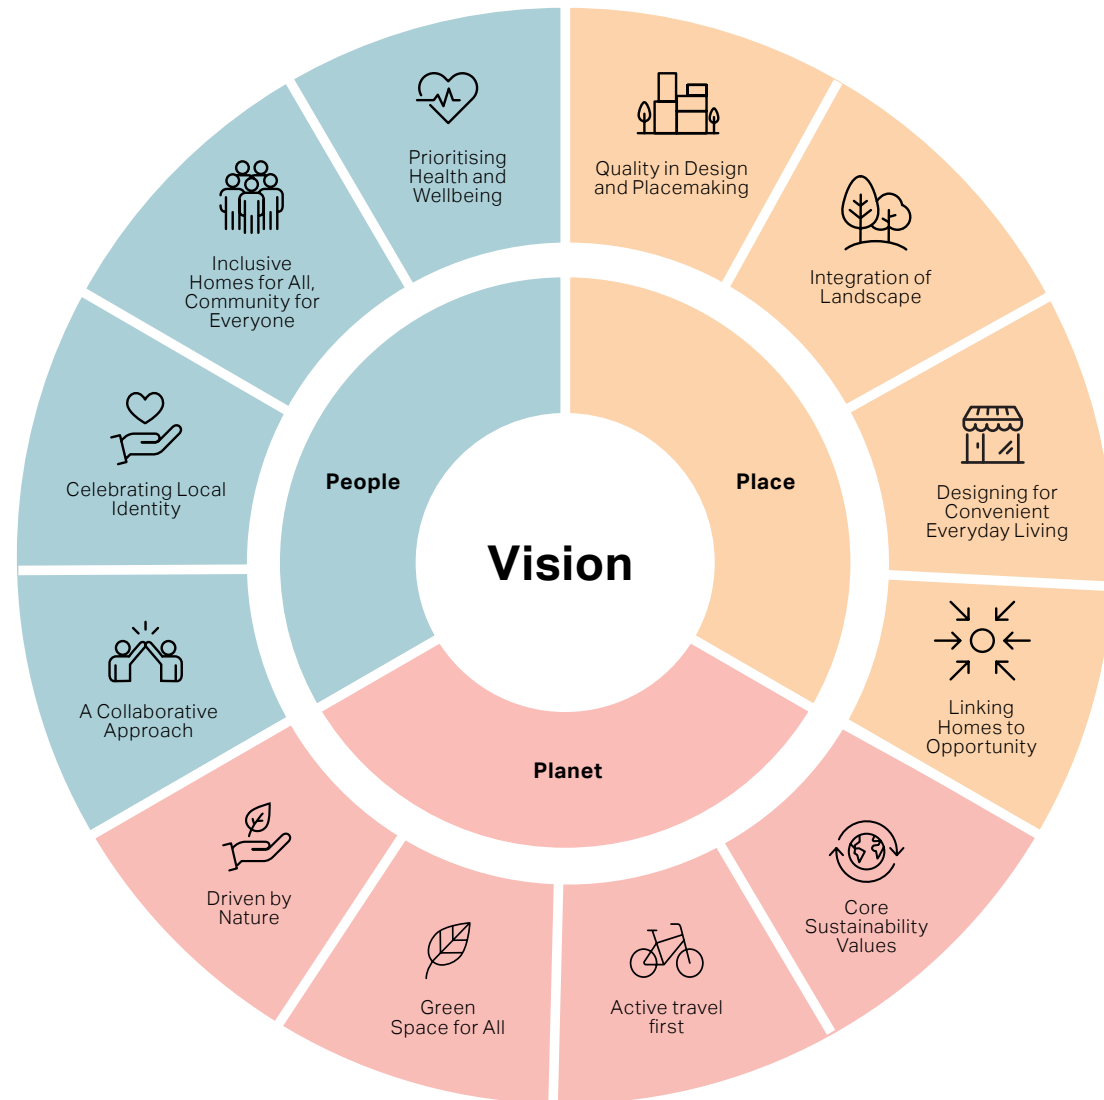 Prioritising
Health and
Wellbeing
Quality in Design
and Placemaking
Integration of
Landscape
Designing for
Convenient
Everyday Living
Linking
Homes to
Opportunity
Core
Sustainability
Values
Active travel
first
Green
Space for All
Driven by
Nature
A Collaborative
Approach
Celebrating Local
Identity
Inclusive
Homes for All,
Community for
Everyone
People
Place
Planet
Vision